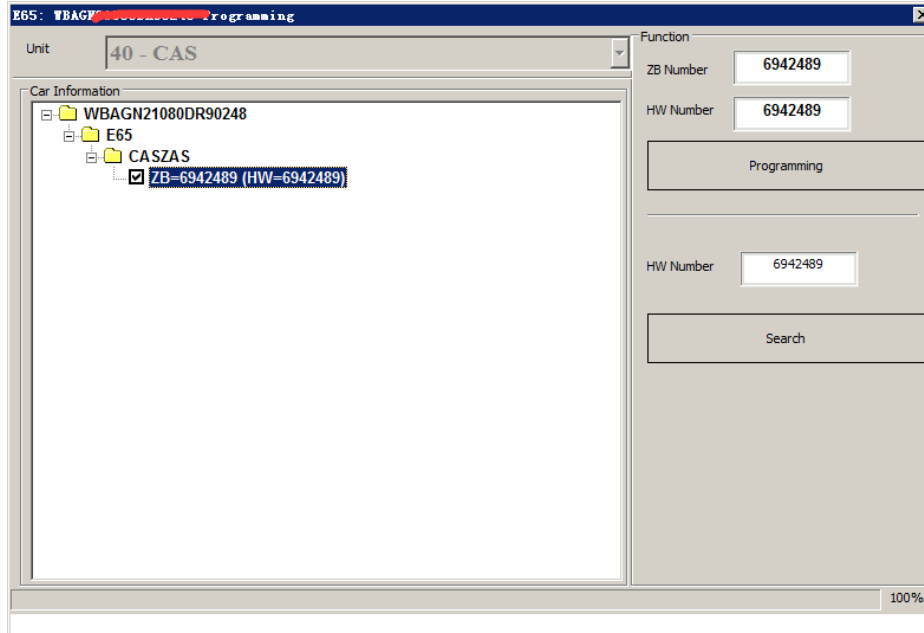 E65: WBAG Programming
Unit
40 - CAS
Function
ZB Number
6942489
HW Number
6942489
Programming
HW Number
6942489
Search
Car Information
WBAGN21080DR90248
E65
CASZAS
ZB=6942489 (HW=6942489)
100%